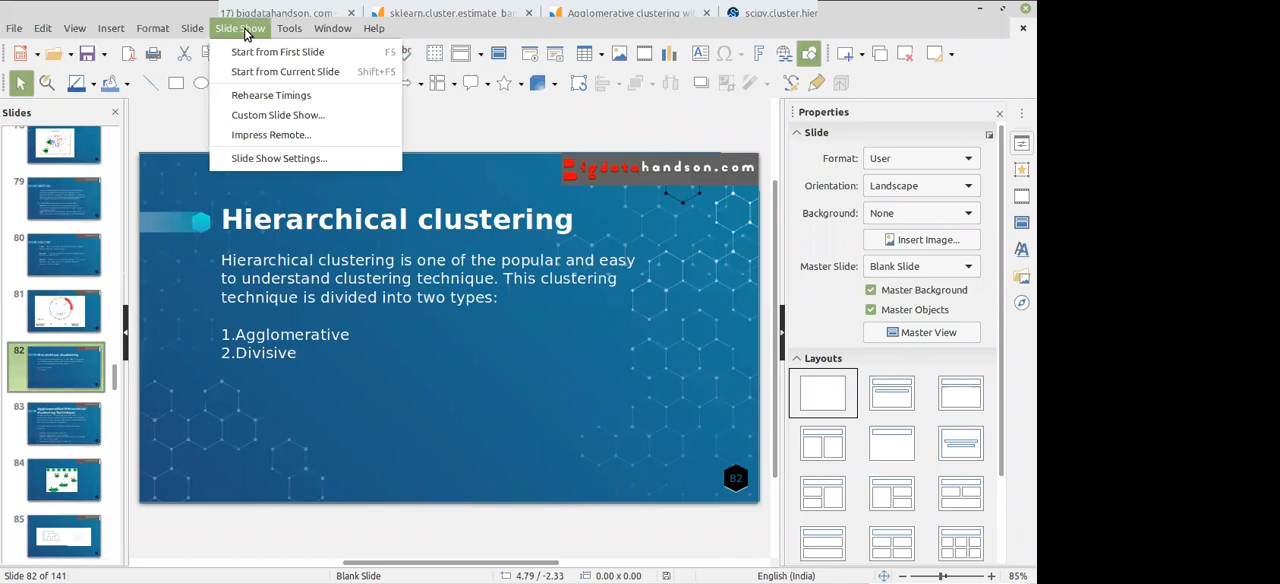 17) bigdatahandson.com -
sklearn.cluster.estimate_ban
Agglomerative clustering wit
scipy.cluster.hier
File Edit View Insert Format Slide Slide Show Tools Window Help
Start from First Slide F5
Start from Current Slide Shift+F5
Rehearse Timings
Custom Slide Show...
Impress Remote...
Slide Show Settings...
Slides
79
80
81
82
83
84
85
Bigdatahandson.com
Hierarchical clustering
Hierarchical clustering is one of the popular and easy
to understand clustering technique. This clustering
technique is divided into two types:
1.Agglomerative
2.Divisive
82
Properties
Slide
Format: User
Orientation: Landscape
Background: None
Insert Image...
Master Slide: Blank Slide
Master Background
Master Objects
Master View
Layouts
Slide 82 of 141 Blank Slide 4.79 / -2.33 0.00 x 0.00 English (India) 85%